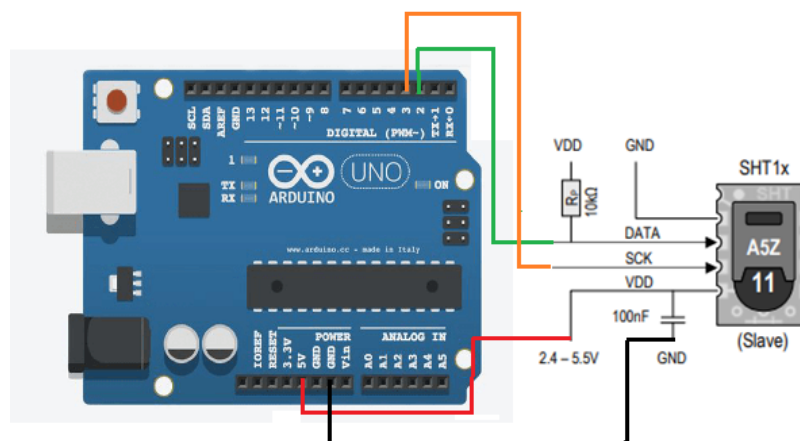 SCL
SDA
AREF
GND
13
12
~11
~10
~9
8
7
6
5
4
3
2
TX→1
RX←0
DIGITAL (PWM~)
1
TX
RX
ARDUINO
UNO
ON
www.arduino.cc - made in Italy
IOREF
RESET
3.3V
5V
GND
GND
Vin
POWER
ANALOG IN
A0
A1
A2
A3
A4
A5
VDD
GND
RP
10kΩ
DATA
SCK
VDD
100nF
2.4 – 5.5V
GND
SHT1x
SHT
A5Z
11
(Slave)